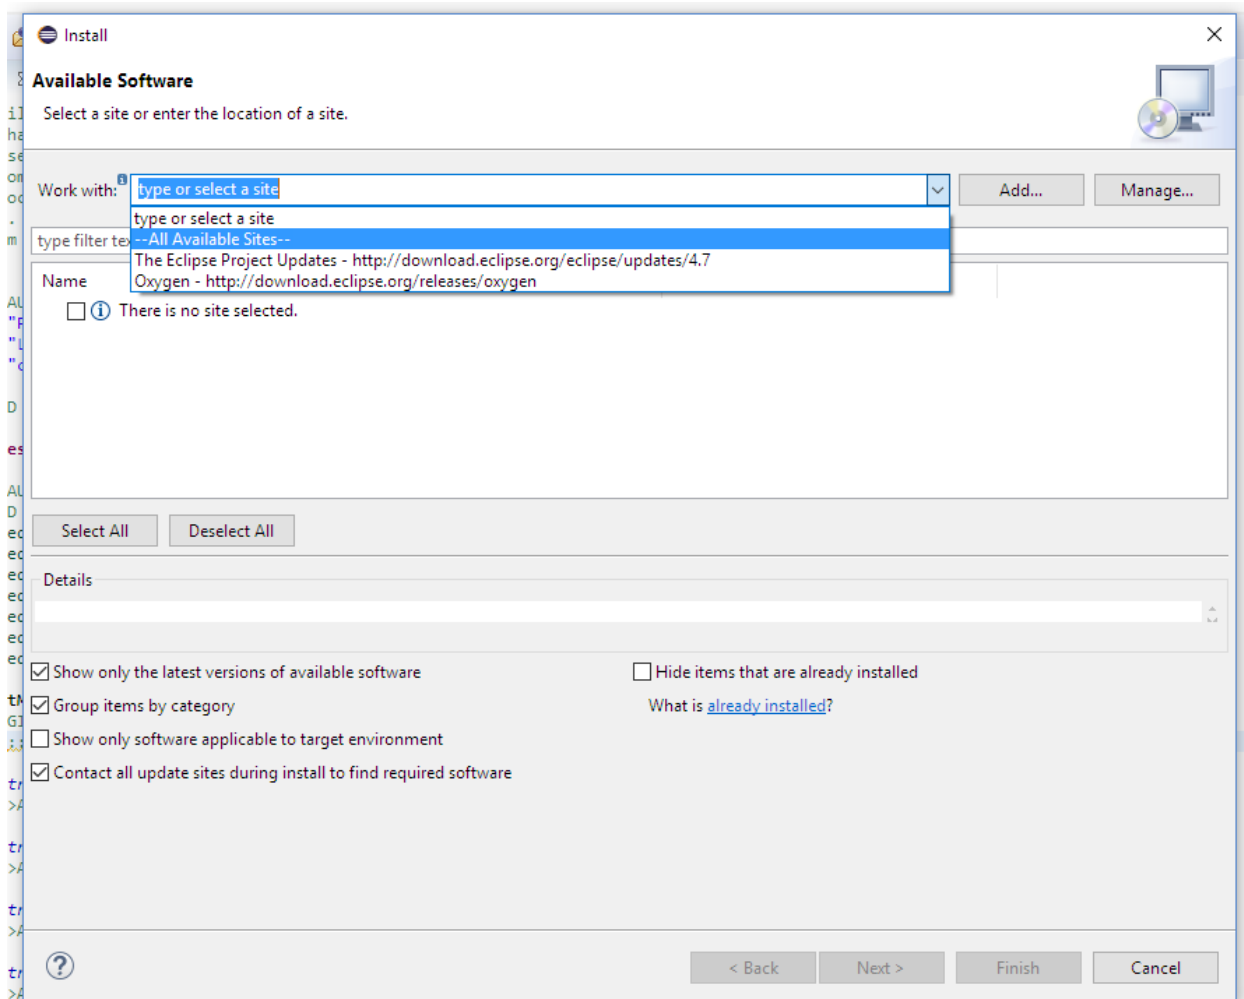 Install
Available Software
Select a site or enter the location of a site.
Work with:
type or select a site
Add...
Manage...
type or select a site
--All Available Sites--
The Eclipse Project Updates - http://download.eclipse.org/eclipse/updates/4.7
Oxygen - http://download.eclipse.org/releases/oxygen
type filter tex
Name
There is no site selected.
Select All
Deselect All
Details
Show only the latest versions of available software
Hide items that are already installed
Group items by category
What is already installed?
Show only software applicable to target environment
Contact all update sites during install to find required software
?
< Back
Next >
Finish
Cancel